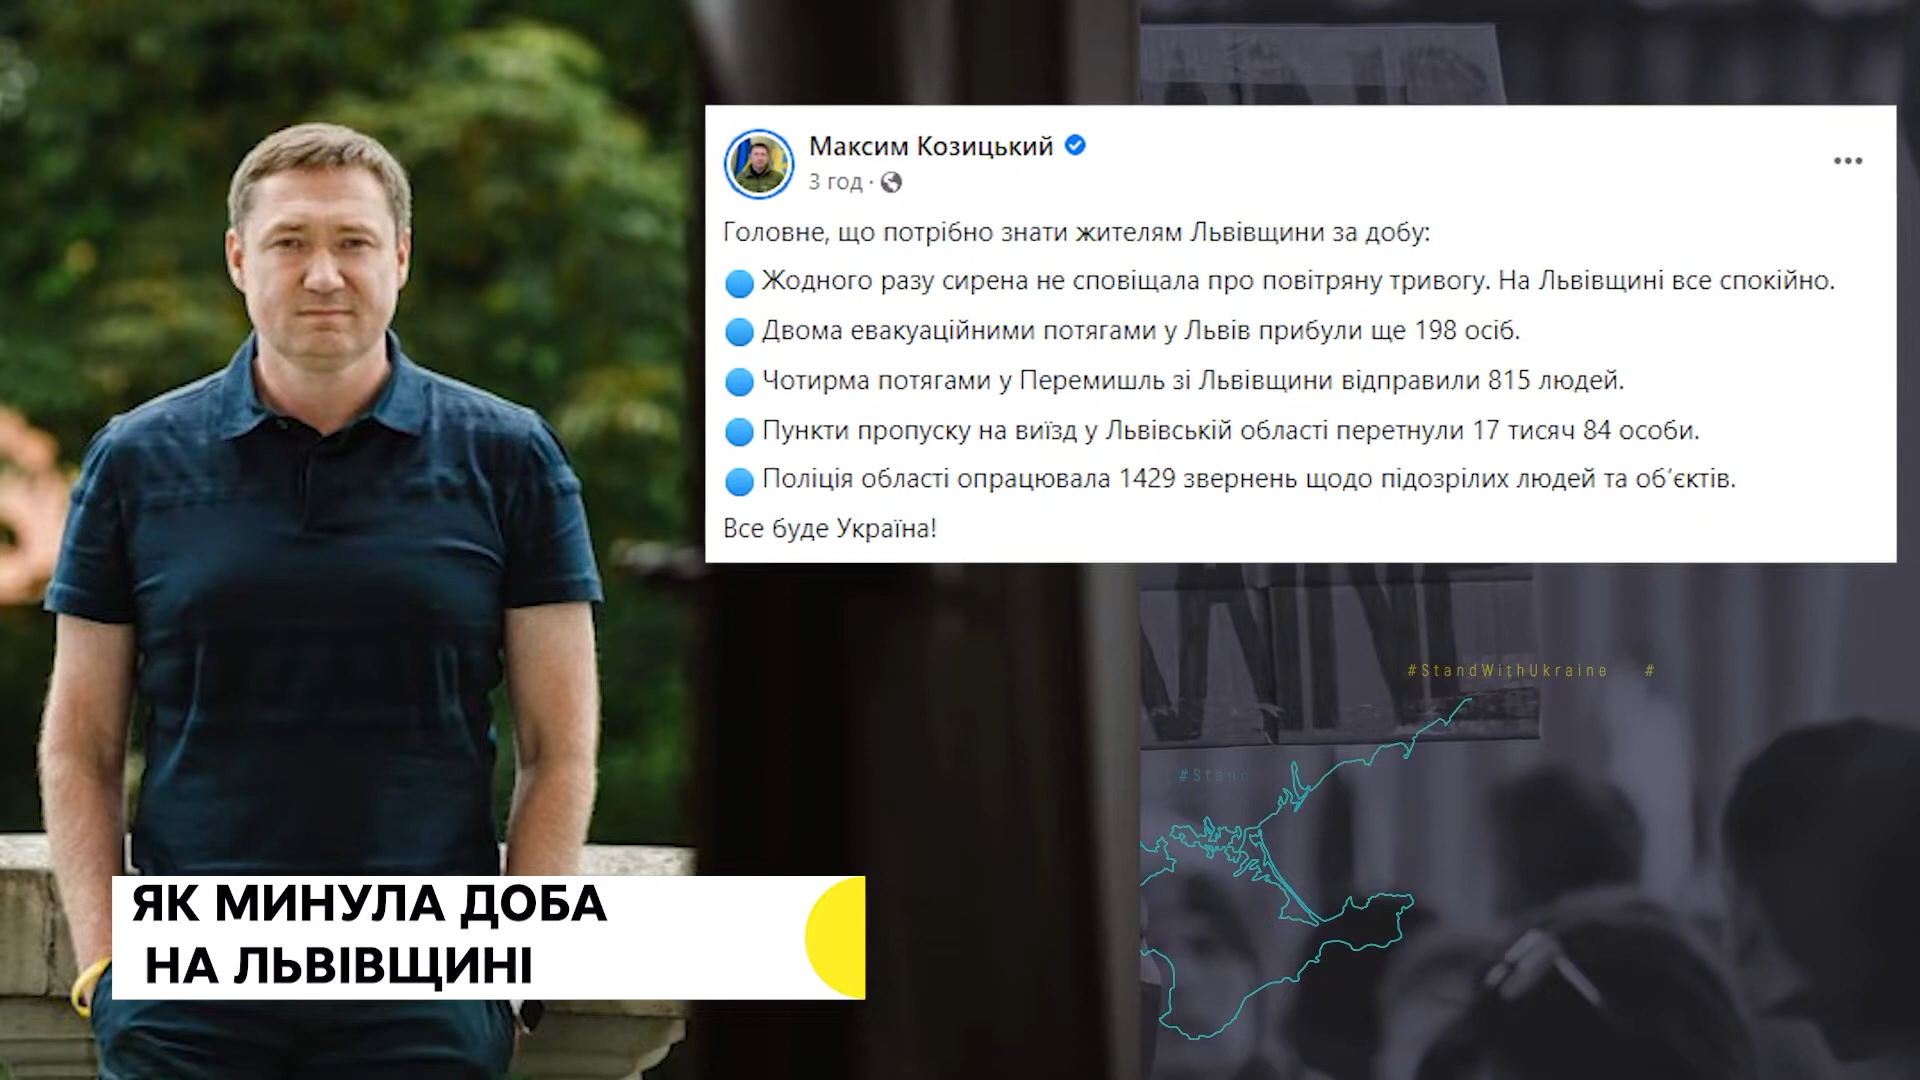 Максим Козицький
3 год ·
Головне, що потрібно знати жителям Львівщини за добу:
Жодного разу сирена не сповіщала про повітряну тривогу. На Львівщині все спокійно.
Двома евакуаційними потягами у Львів прибули ще 198 осіб.
Чотирма потягами у Перемишль зі Львівщини відправили 815 людей.
Пункти пропуску на виїзд у Львівській області перетнули 17 тисяч 84 особи.
Поліція області опрацювала 1429 звернень щодо підозрілих людей та об‘єктів.
Все буде Україна!
#StandWithUkraine #
#Stand
ЯК МИНУЛА ДОБА
НА ЛЬВІВЩИНІ